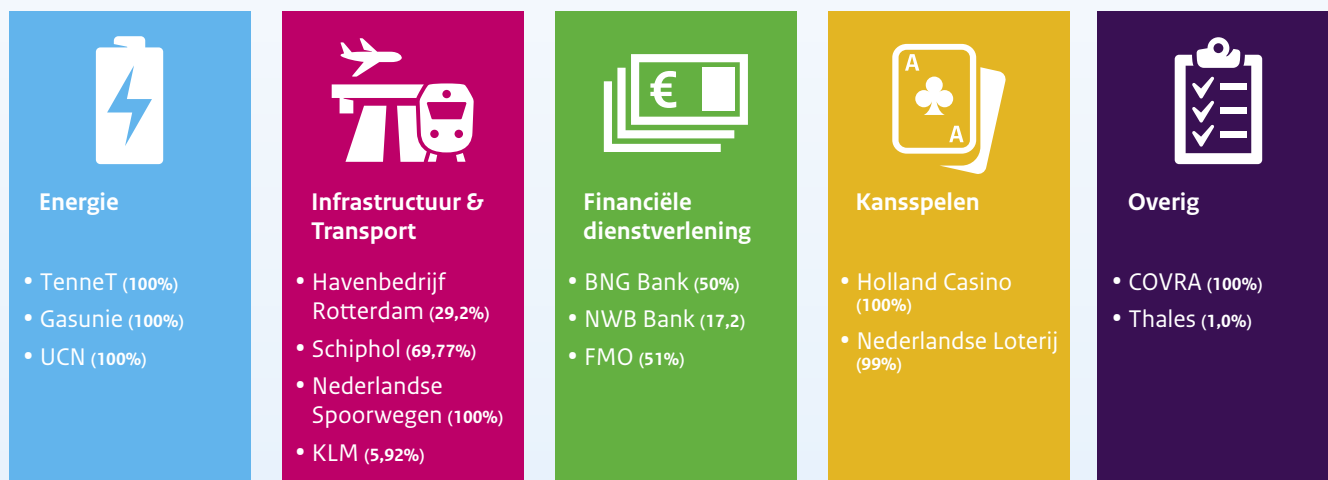 Energie
• TenneT (100%)
• Gasunie (100%)
• UCN (100%)
Infrastructuur &
Transport
• Havenbedrijf
Rotterdam (29,2%)
• Schiphol (69,77%)
• Nederlandse
Spoorwegen (100%)
• KLM (5,92%)
€
Financiële
dienstverlening
• BNG Bank (50%)
• NWB Bank (17,2)
• FMO (51%)
A
A
Kansspelen
• Holland Casino
(100%)
• Nederlandse Loterij
(99%)
Overig
• COVRA (100%)
• Thales (1,0%)